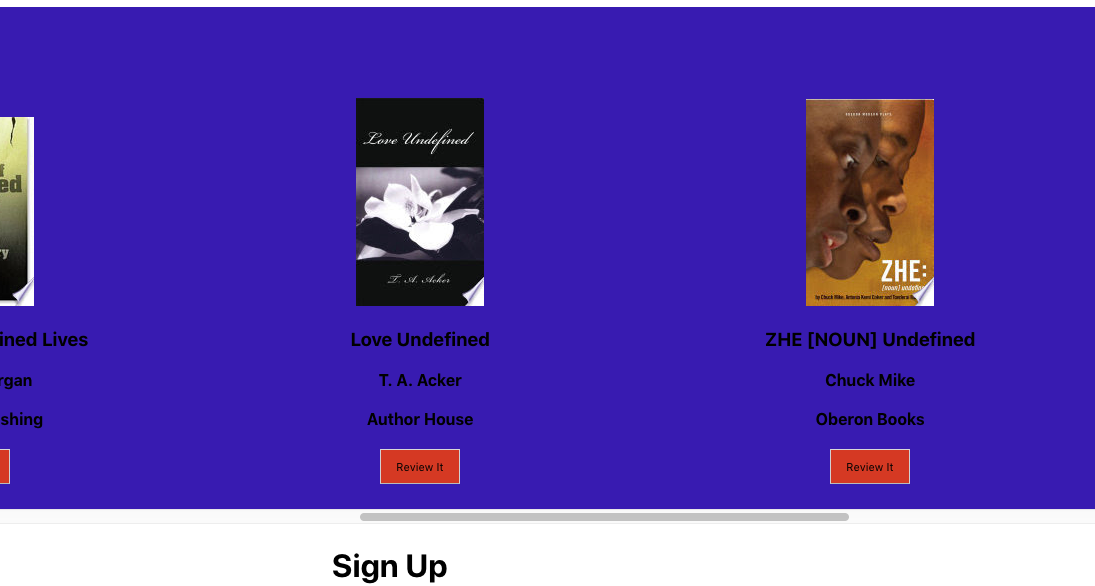 ed
ined Lives
rgan
shing
Review It
Love Undefined
T. A. Acker
Love Undefined
T. A. Acker
Author House
Review It
OBERON MODERN PLAYS
ZHE:
[noun] undefined
by Chuck Mike, Antonia Kemi Coker and Tonderai
ZHE [NOUN] Undefined
Chuck Mike
Oberon Books
Review It
Sign Up